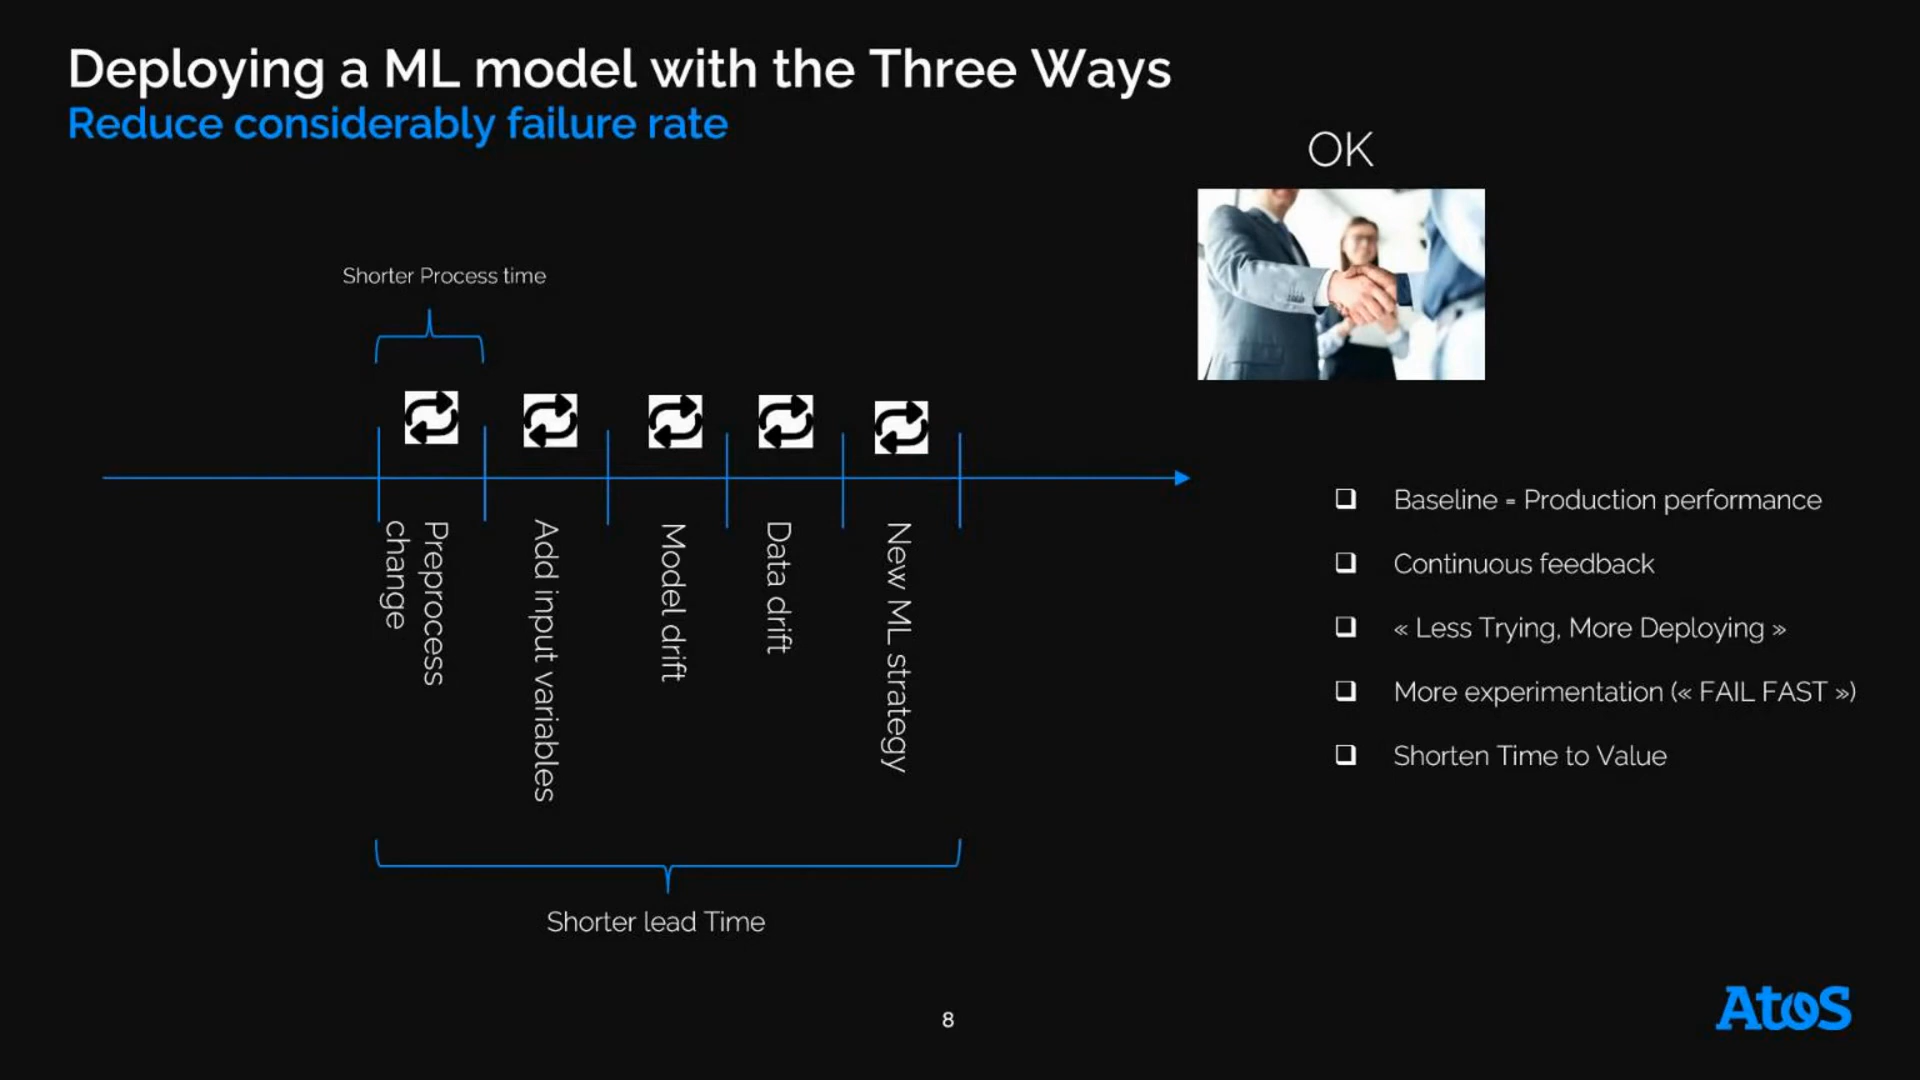 Deploying a ML model with the Three Ways
Reduce considerably failure rate
OK
Shorter Process time
Preprocess
change
Add input variables
Model drift
Data drift
New ML strategy
Shorter lead Time
Baseline = Production performance
Continuous feedback
« Less Trying, More Deploying »
More experimentation (« FAIL FAST »)
Shorten Time to Value
8
Atos